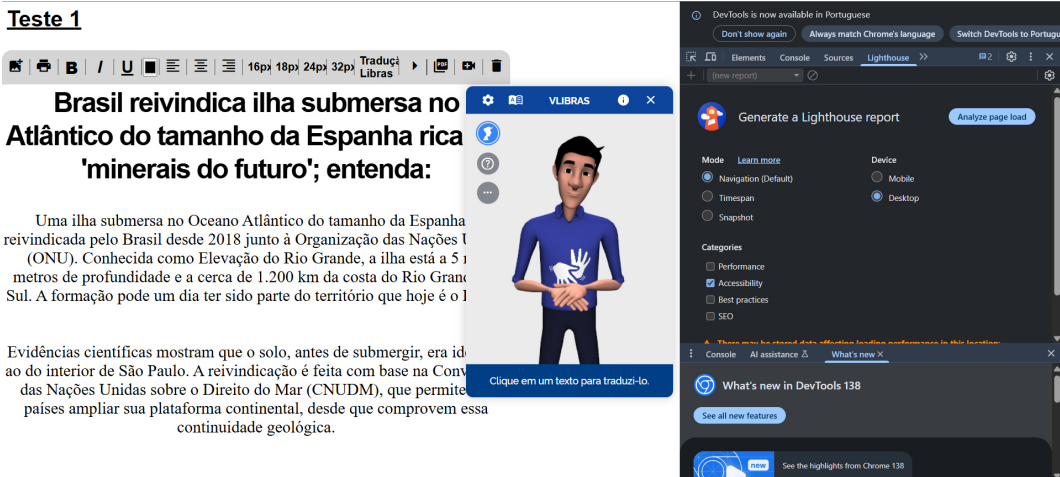 Teste 1
B I U 16px 18px 24px 32px Traduçã
Libras PDF
Brasil reivindica ilha submersa no
Atlântico do tamanho da Espanha rica
'minerais do futuro'; entenda:
Uma ilha submersa no Oceano Atlântico do tamanho da Espanha
reivindicada pelo Brasil desde 2018 junto à Organização das Nações
(ONU). Conhecida como Elevação do Rio Grande, a ilha está a 5
metros de profundidade e a cerca de 1.200 km da costa do Rio
Sul. A formação pode um dia ter sido parte do território que hoje é o
Evidências científicas mostram que o solo, antes de submergir, era
ao do interior de São Paulo. A reivindicação é feita com base na
das Nações Unidas sobre o Direito do Mar (CNUDM), que permite
países ampliar sua plataforma continental, desde que comprovem essa
continuidade geológica.
VLIBRAS
Clique em um texto para traduzi-lo.
DevTools is now available in Portuguese
Don't show again Always match Chrome's language Switch DevTools to Portugu
Elements Console Sources Lighthouse 2
(new report)
Generate a Lighthouse report Analyze page load
Mode Learn more Device
Navigation (Default) Mobile
Timespan Desktop
Snapshot
Categories
Performance
Accessibility
Best practices
SEO
There may be stored data affecting loading performance in this location:
Console AI assistance What's new
What's new in DevTools 138
See all new features
new See the highlights from Chrome 138